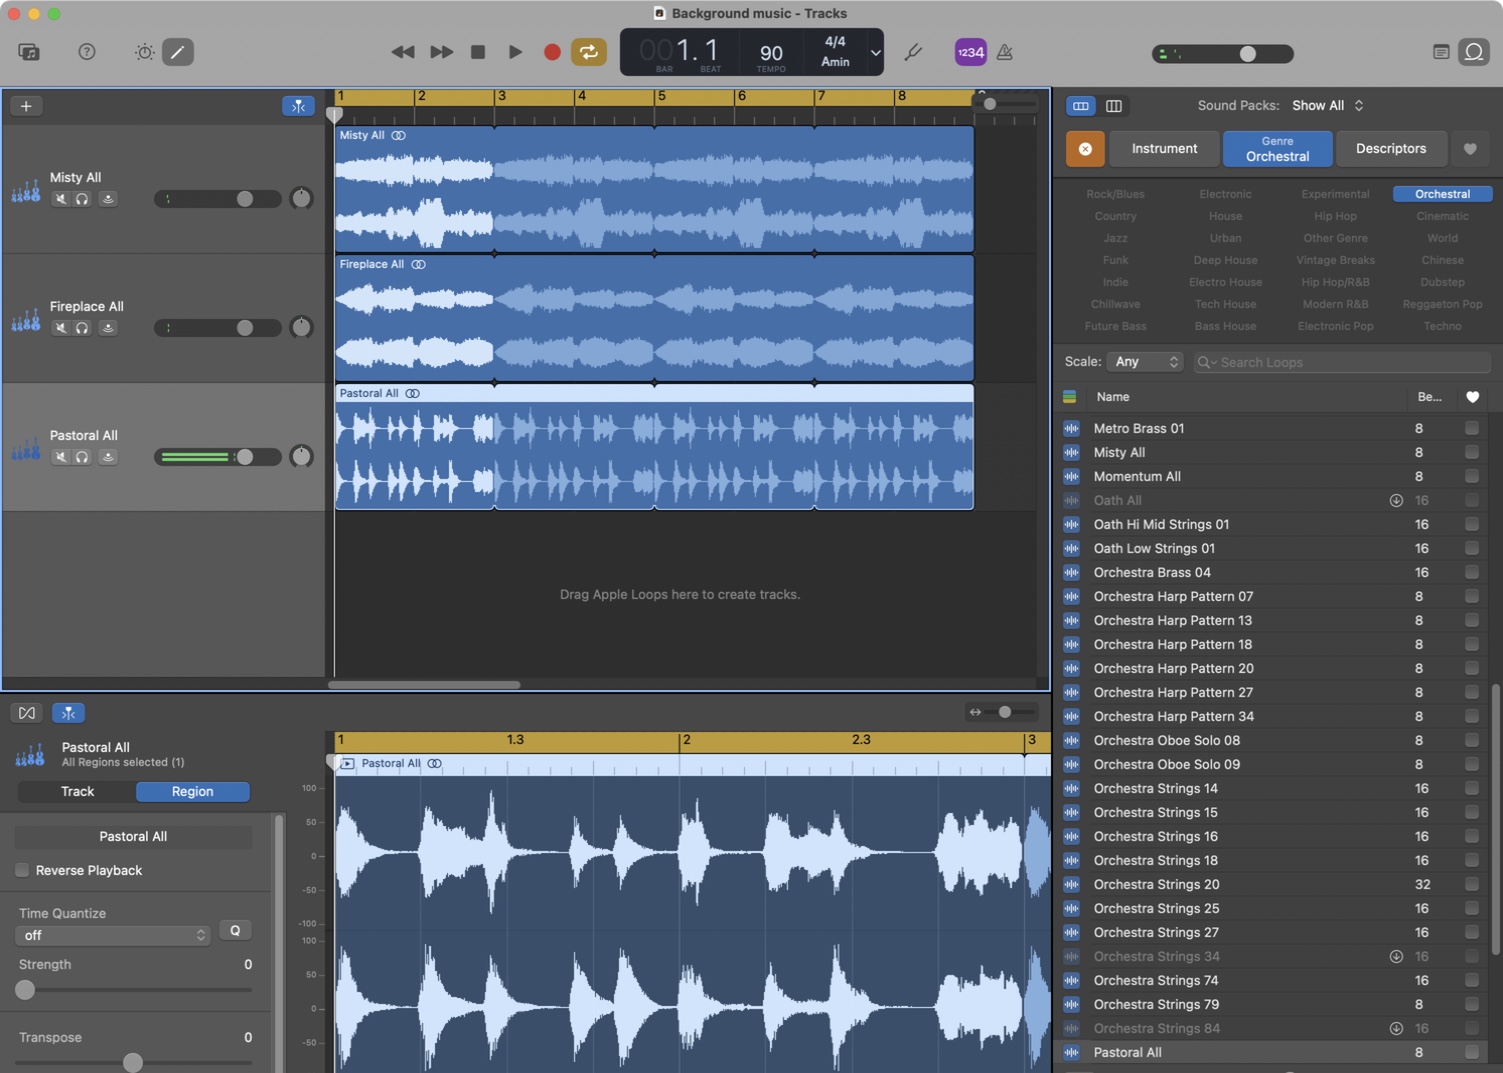 Background music - Tracks
001. 1
BAR
BEAT
90
TEMPO
4/4
Amin
1234
1
2
3
4
5
6
7
8
Misty All
Fireplace All
Pastoral All
Misty All
Fireplace All
Pastoral All
Drag Apple Loops here to create tracks.
Pastoral All
All Regions selected (1)
Track
Region
Pastoral All
Reverse Playback
Time Quantize
off
Q
Strength
0
Transpose
0
1
1.3
2
2.3
3
Pastoral All
100
50
0
-50
-100
100
50
0
-50
Sound Packs: Show All
Instrument
Genre
Orchestral
Descriptors
Rock/Blues Electronic Experimental Orchestral
Country House Hip Hop Cinematic
Jazz Urban Other Genre World
Funk Deep House Vintage Breaks Chinese
Indie Electro House Hip Hop/R&B Dubstep
Chillwave Tech House Modern R&B Reggaeton Pop
Future Bass Bass House Electronic Pop Techno
Scale: Any
Search Loops
Name Be...
Metro Brass 01 8
Misty All 8
Momentum All 8
Oath All 16
Oath Hi Mid Strings 01 16
Oath Low Strings 01 16
Orchestra Brass 04 16
Orchestra Harp Pattern 07 8
Orchestra Harp Pattern 13 8
Orchestra Harp Pattern 18 8
Orchestra Harp Pattern 20 8
Orchestra Harp Pattern 27 8
Orchestra Harp Pattern 34 8
Orchestra Oboe Solo 08 8
Orchestra Oboe Solo 09 8
Orchestra Strings 14 16
Orchestra Strings 15 16
Orchestra Strings 16 16
Orchestra Strings 18 16
Orchestra Strings 20 32
Orchestra Strings 25 16
Orchestra Strings 27 16
Orchestra Strings 34 16
Orchestra Strings 74 16
Orchestra Strings 79 8
Orchestra Strings 84 16
Pastoral All 8